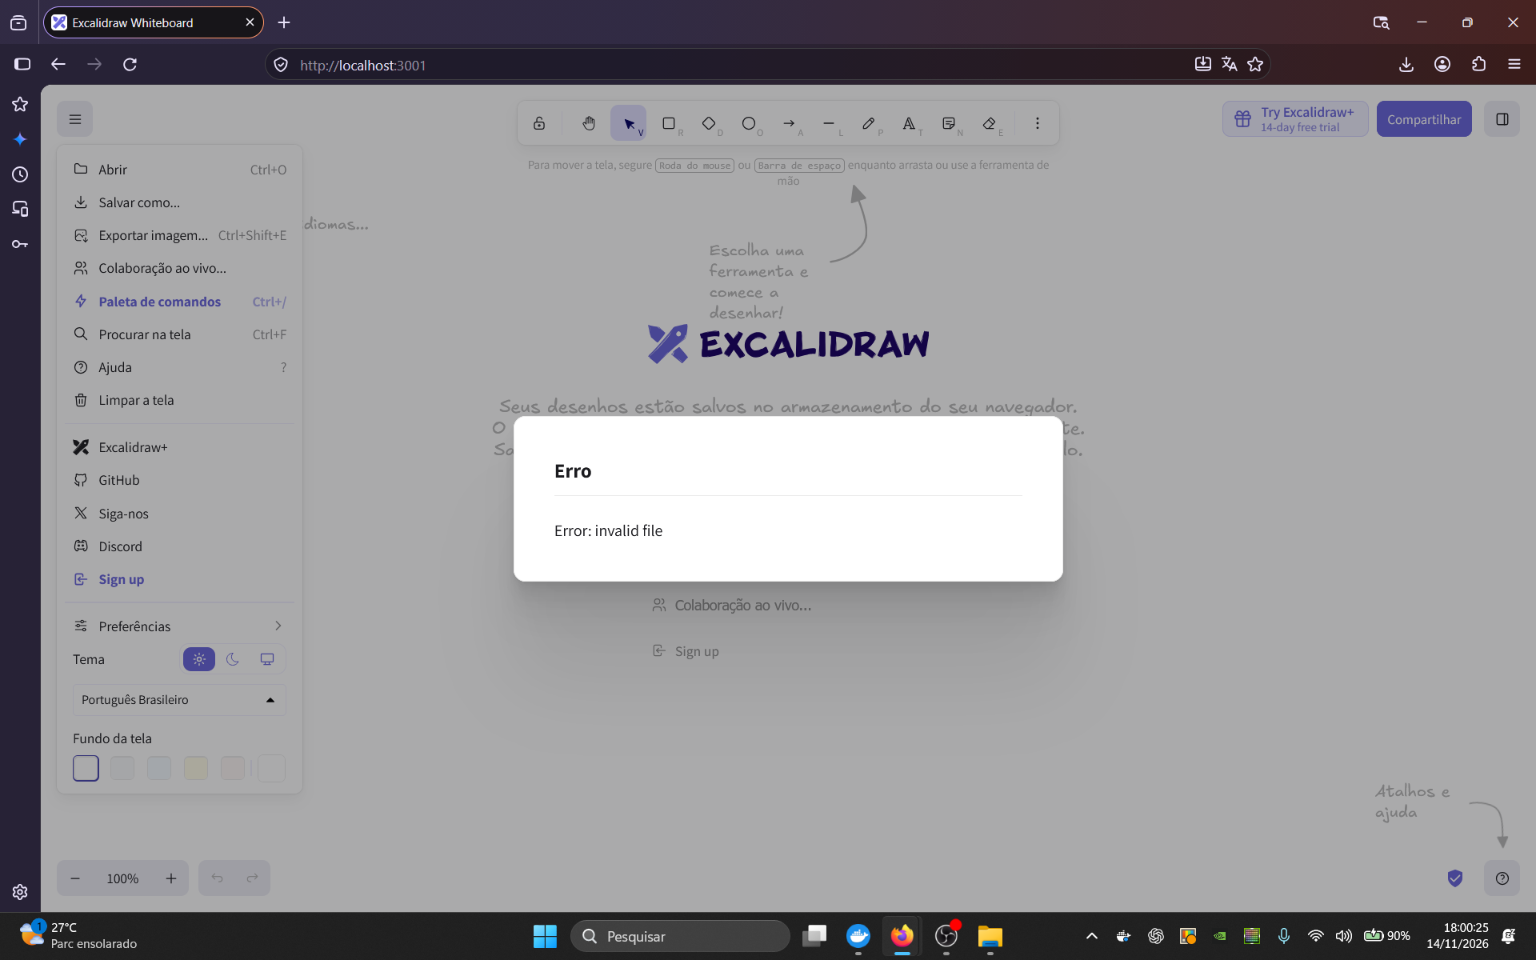 Excalidraw Whiteboard
http://localhost:3001
Abrir Ctrl+O
Salvar como...
Exportar imagem... Ctrl+Shift+E
Colaboração ao vivo...
Paleta de comandos Ctrl+/
Procurar na tela Ctrl+F
Ajuda ?
Limpar a tela
Excalidraw+
GitHub
Siga-nos
Discord
Sign up
Preferências
Tema
Português Brasileiro
Fundo da tela
diomas...
V R D O A L P T N E
Para mover a tela, segure Roda do mouse ou Barra de espaço enquanto arrasta ou use a ferramenta de
mão
Try Excalidraw+
14-day free trial
Compartilhar
Escolha uma
ferramenta e
comece a
desenhar!
EXCALIDRAW
Seus desenhos estão salvos no armazenamento do seu navegador.
O te.
Sa lo.
Erro
Error: invalid file
Colaboração ao vivo...
Sign up
Atalhos e
ajuda
100%
1
27°C
Parc ensolarado
Pesquisar
90%
18:00:25
14/11/2026